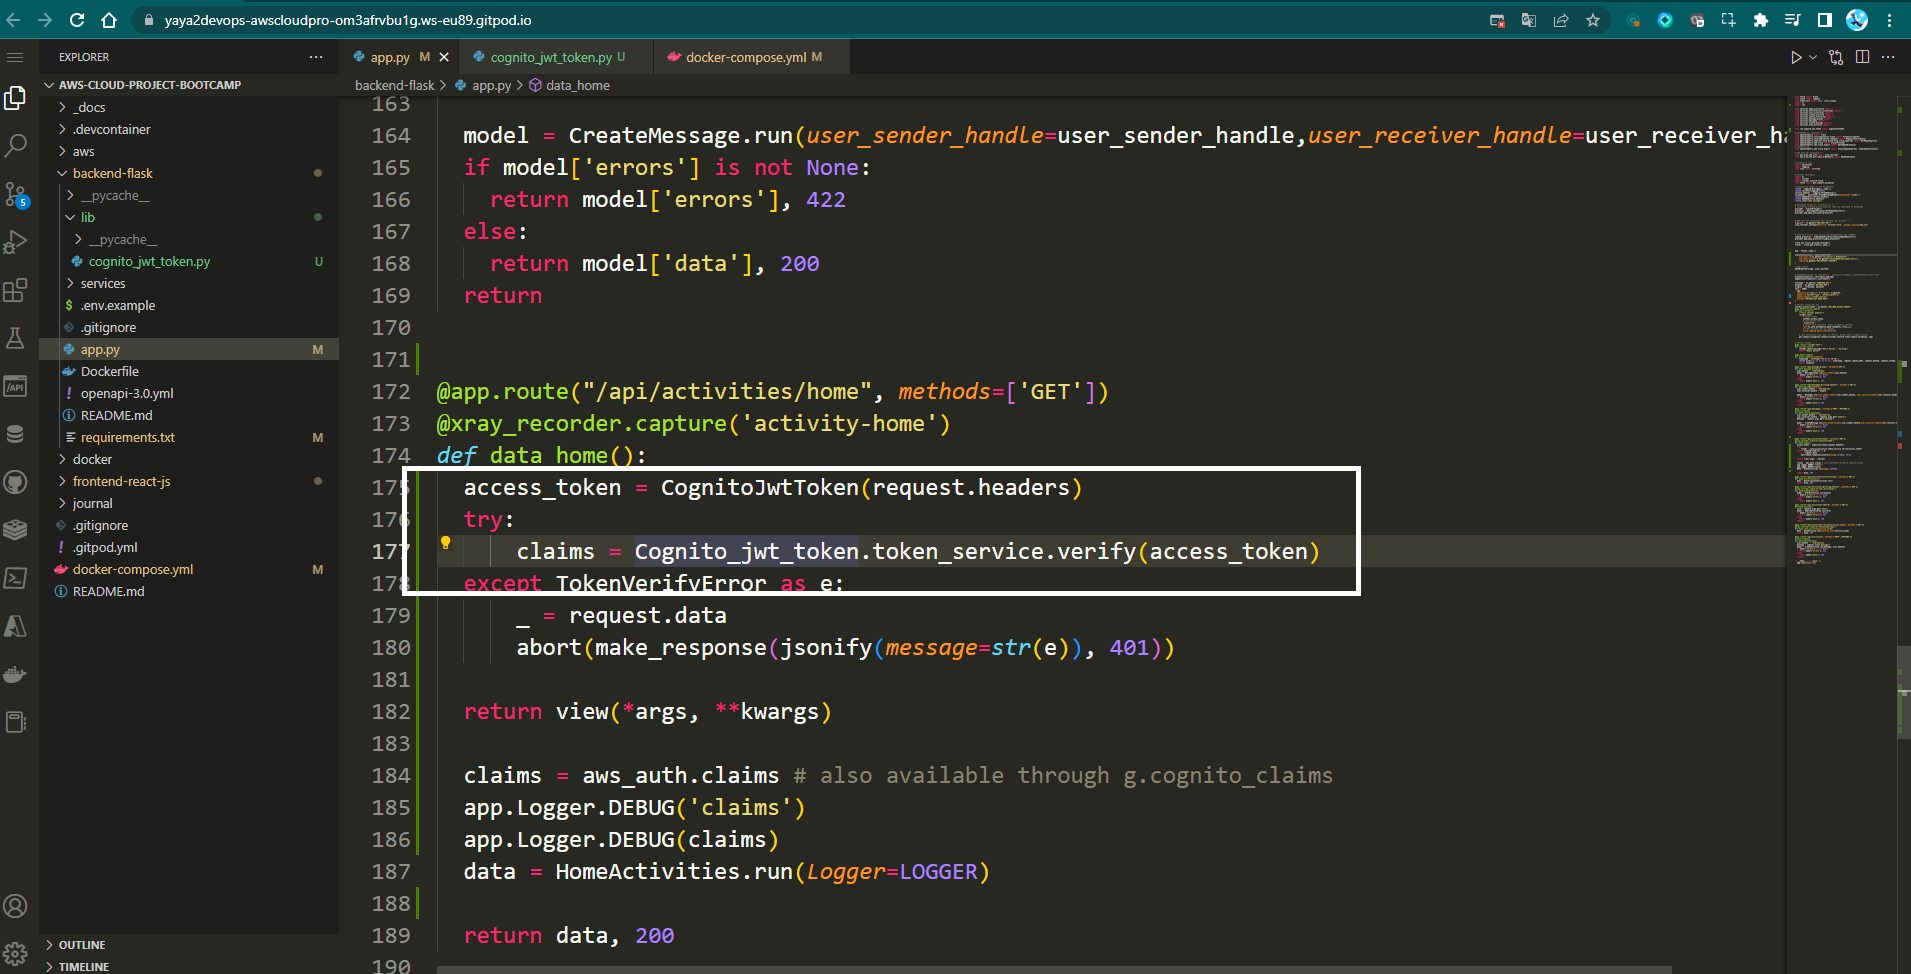 yaya2devops-awscloudpro-om3afrvbu1g.ws-eu89.gitpod.io
EXPLORER
AWS-CLOUD-PROJECT-BOOTCAMP
_docs
.devcontainer
aws
backend-flask
__pycache__
lib
__pycache__
cognito_jwt_token.py U
services
$ .env.example
.gitignore
app.py M
Dockerfile
! openapi-3.0.yml
README.md
requirements.txt M
docker
frontend-react-js
journal
.gitignore
! .gitpod.yml
docker-compose.yml M
README.md
OUTLINE
TIMELINE
5
/API
app.py M
cognito_jwt_token.py U
docker-compose.yml M
backend-flask > app.py > data_home
163
164 model = CreateMessage.run(user_sender_handle=user_sender_handle,user_receiver_handle=user_receiver_ha
165 if model['errors'] is not None:
166 return model['errors'], 422
167 else:
168 return model['data'], 200
169 return
170
171
172 @app.route("/api/activities/home", methods=['GET'])
173 @xray_recorder.capture('activity-home')
174 def data_home():
175 access_token = CognitoJwtToken(request.headers)
176 try:
177 claims = Cognito_jwt_token.token_service.verify(access_token)
178 except TokenVerifyError as e:
179 _ = request.data
180 abort(make_response(jsonify(message=str(e)), 401))
181
182 return view(*args, **kwargs)
183
184 claims = aws_auth.claims # also available through g.cognito_claims
185 app.Logger.DEBUG('claims')
186 app.Logger.DEBUG(claims)
187 data = HomeActivities.run(Logger=LOGGER)
188
189 return data, 200
190